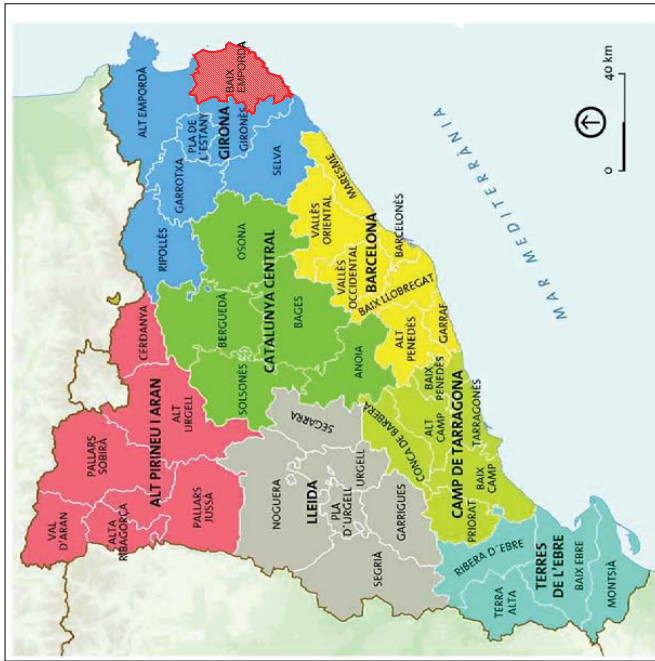 VAL
D'ARAN
ALTA
RIBAGORÇA
PALLARS
SOBIRÀ
PALLARS
JUSSÀ
ALT PIRINEU I ARAN
ALT
URGELL
CERDANYA
RIPOLLÈS
GARROTXA
ALT EMPORDÀ
PLA DE
L'ESTANY
GIRONA
GIRONÈS
BAIX
EMPORDÀ
SELVA
BERGUEDÀ
OSONA
SOLSONÈS
CATALUNYA CENTRAL
BAGES
ANOIA
NOGUERA
SEGARRA
LLEIDA
PLA
D'URGELL
URGELL
SEGRIÀ
GARRIGUES
VALLÈS
ORIENTAL
MARESME
VALLÈS
OCCIDENTAL
BARCELONA
BARCELONÈS
BAIX LLOBREGAT
ALT
PENEDÈS
GARRAF
CONCA DE BARBERÀ
ALT
CAMP
BAIX
PENEDÈS
CAMP DE TARRAGONA
TARRAGONÈS
PRIORAT
BAIX
CAMP
RIBERA D'EBRE
TERRA
ALTA
TERRES
DE L'EBRE
BAIX EBRE
MONTSIÀ
MAR MEDITERRÀNIA
0 40 km